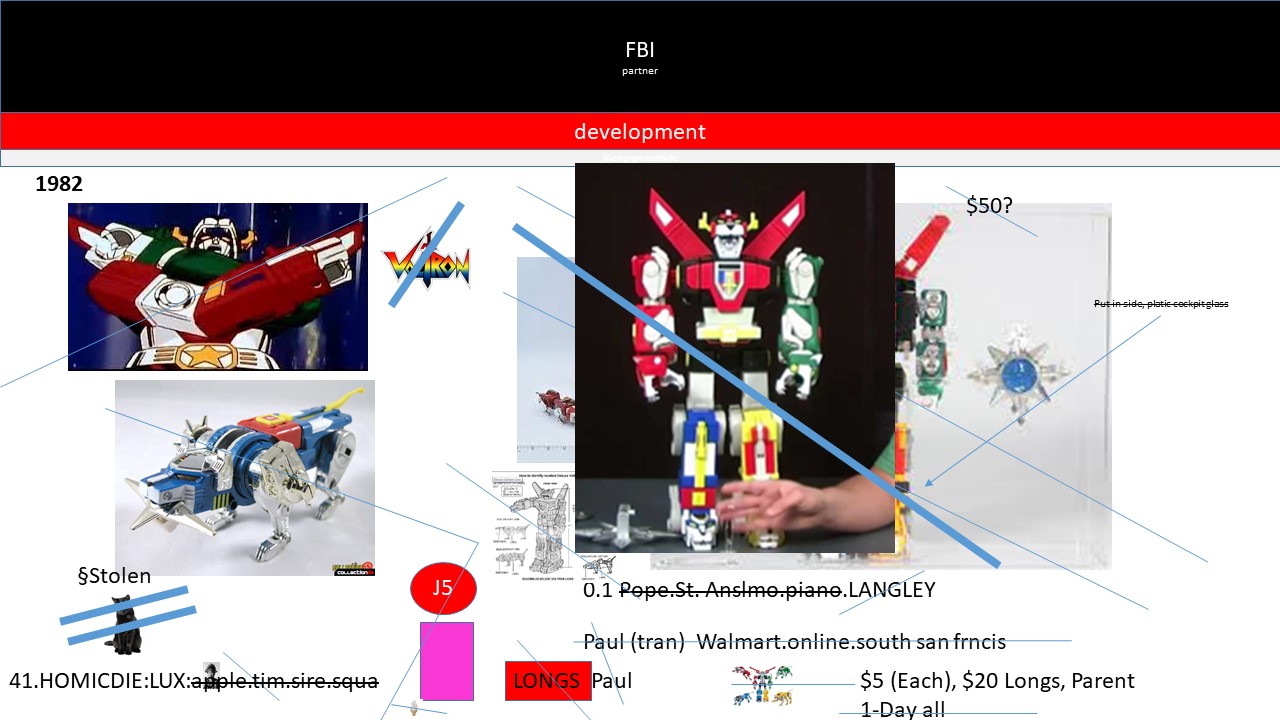 FBI
partner
development
1982
VOLTRON
$50?
Put in side, platic cockpit glass
§Stolen
J5
0.1 Pope.St. Anslmo.piano.LANGLEY
Paul (tran)  Walmart.online.south san frncis
41.HOMICDIE:LUX:apple.tim.sire.squa
LONGS Paul
$5 (Each), $20 Longs, Parent
1-Day all